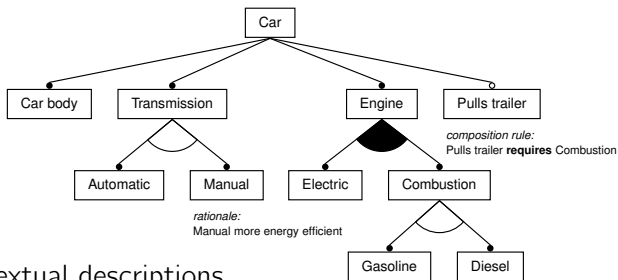 Car
Car body
Transmission
Engine
Pulls trailer
composition rule:
Pulls trailer requires Combustion
Automatic
Manual
Electric
Combustion
rationale:
Manual more energy efficient
Gasoline
Diesel
descriptions